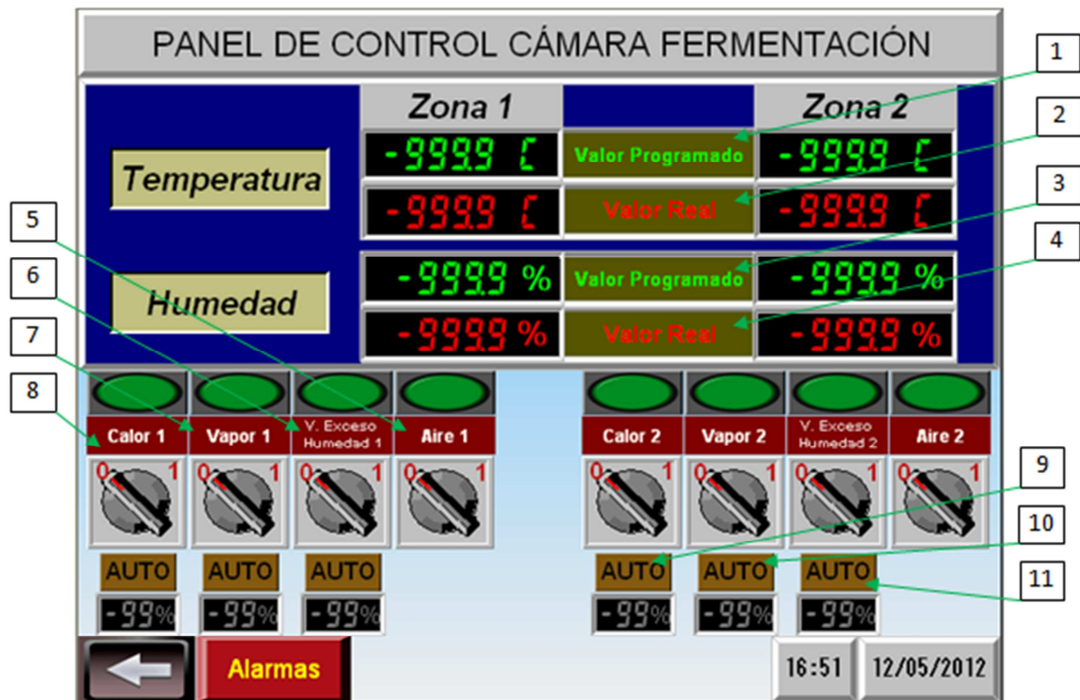 PANEL DE CONTROL CÁMARA FERMENTACIÓN
1
Zona 1 Zona 2
2
Temperatura -999.9 C Valor Programado -999.9 C
3
5 -999.9 C Valor Real -999.9 C
4
6 Humedad -999.9 % Valor Programado -999.9 %
7 -999.9 % Valor Real -999.9 %
8
Calor 1 Vapor 1 V. Exceso Humedad 1 Aire 1 Calor 2 Vapor 2 V. Exceso Humedad 2 Aire 2
0 1 0 1 0 1 0 1 0 1 0 1 0 1 0 1
9
10
AUTO AUTO AUTO AUTO AUTO AUTO
11
-99% -99% -99% -99% -99% -99%
Alarmas 16:51 12/05/2012